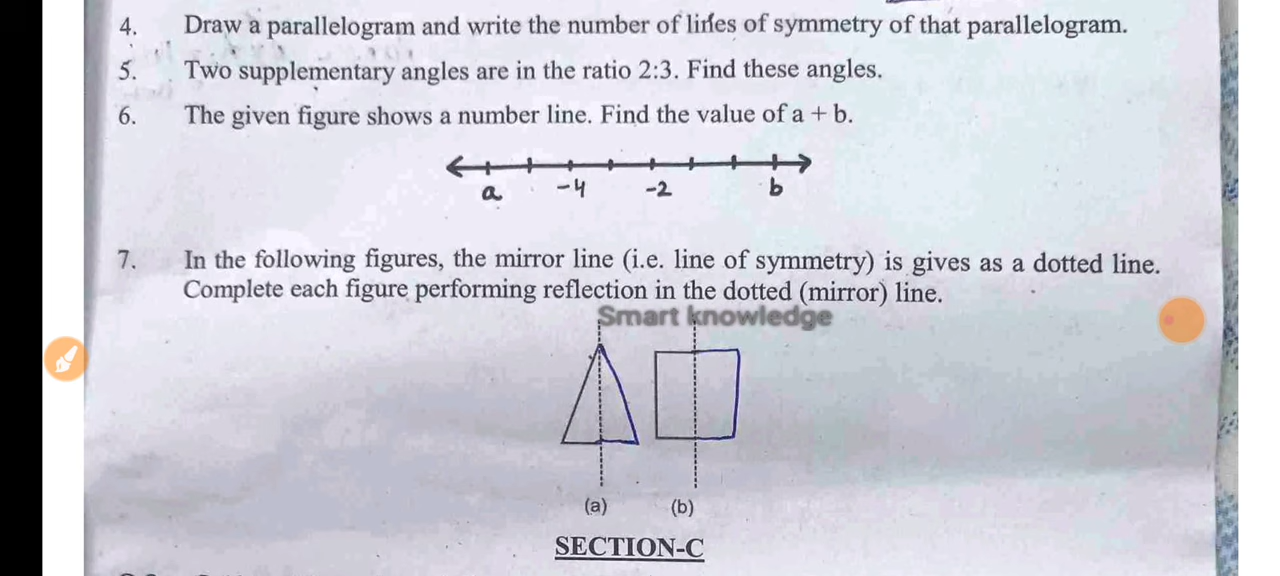 4. Draw a parallelogram and write the number of lines of symmetry of that parallelogram.
5. Two supplementary angles are in the ratio 2:3. Find these angles.
6. The given figure shows a number line. Find the value of a + b.
a -4 -2 b
7. In the following figures, the mirror line (i.e. line of symmetry) is gives as a dotted line.
Complete each figure performing reflection in the dotted (mirror) line.
Smart knowledge
(a) (b)
SECTION-C